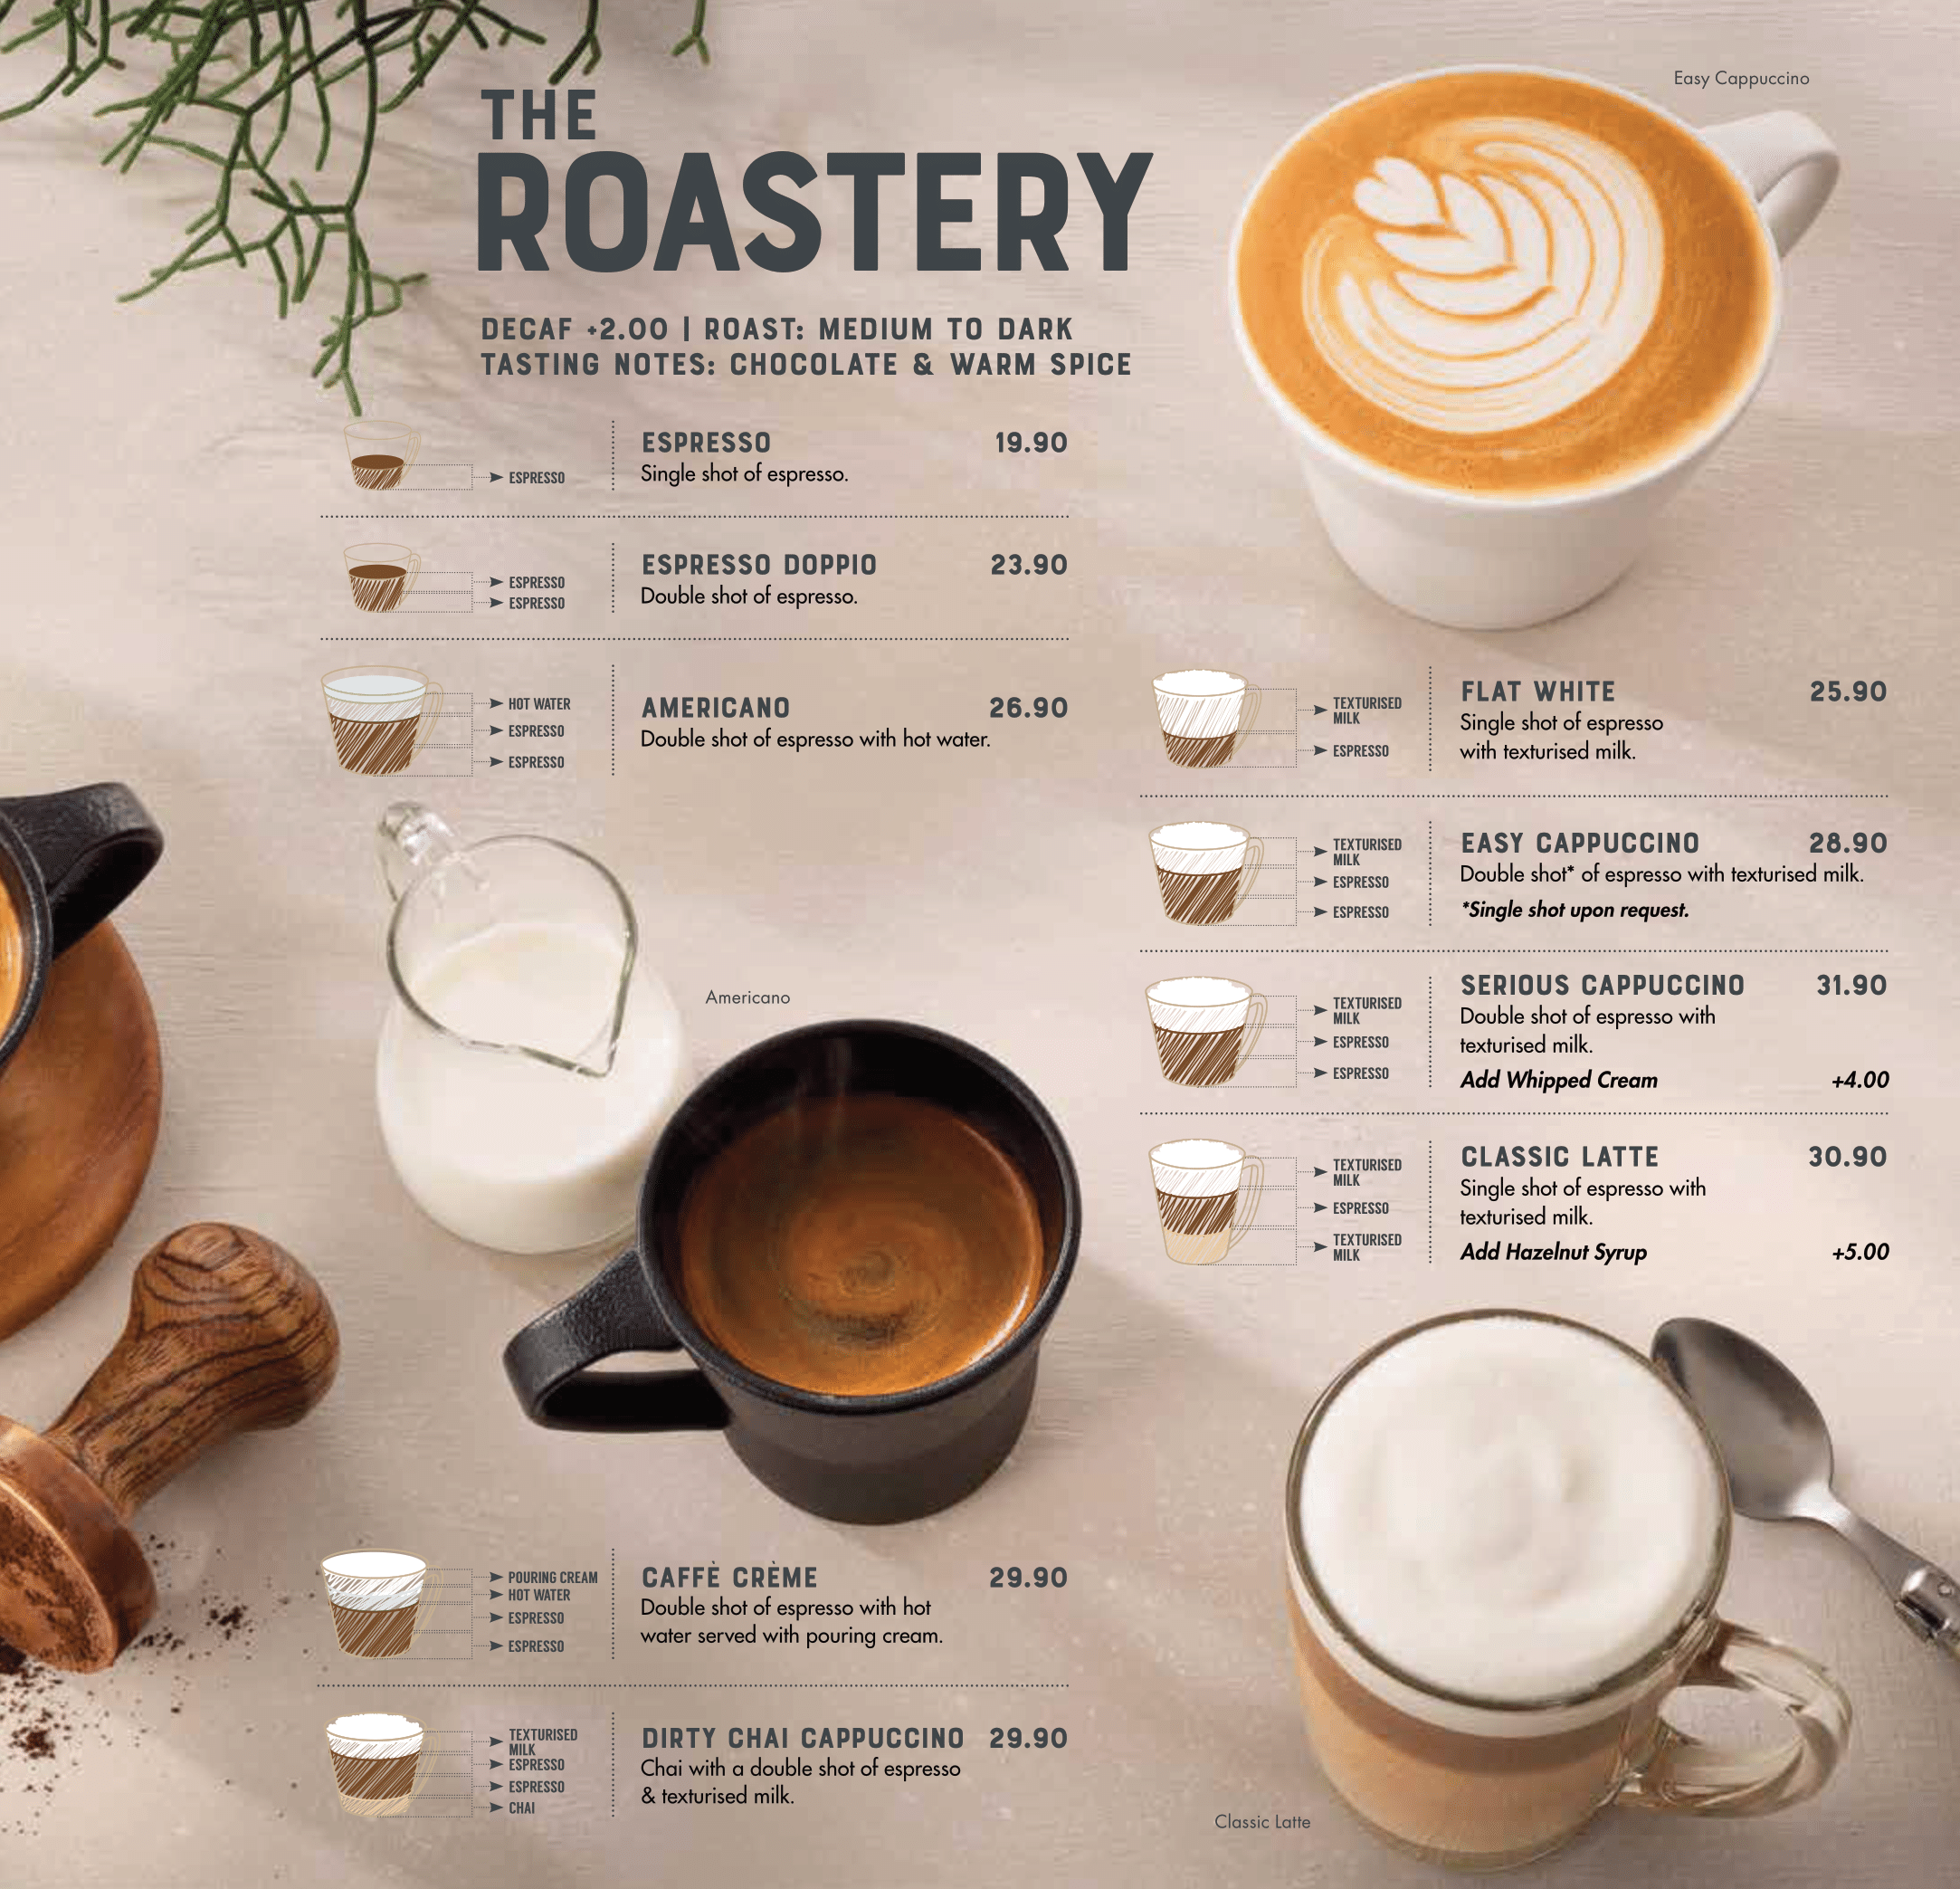 Easy Cappuccino
THE
ROASTERY
DECAF +2.00 | ROAST: MEDIUM TO DARK
TASTING NOTES: CHOCOLATE & WARM SPICE
ESPRESSO 19.90
Single shot of espresso.
ESPRESSO
ESPRESSO DOPPIO 23.90
Double shot of espresso.
ESPRESSO
ESPRESSO
AMERICANO 26.90
Double shot of espresso with hot water.
HOT WATER
ESPRESSO
ESPRESSO
Americano
CAFFÈ CRÈME 29.90
Double shot of espresso with hot
water served with pouring cream.
POURING CREAM
HOT WATER
ESPRESSO
ESPRESSO
DIRTY CHAI CAPPUCCINO 29.90
Chai with a double shot of espresso
& texturised milk.
TEXTURISED
MILK
ESPRESSO
ESPRESSO
CHAI
FLAT WHITE 25.90
Single shot of espresso
with texturised milk.
TEXTURISED
MILK
ESPRESSO
EASY CAPPUCCINO 28.90
Double shot* of espresso with texturised milk.
*Single shot upon request.
TEXTURISED
MILK
ESPRESSO
ESPRESSO
SERIOUS CAPPUCCINO 31.90
Double shot of espresso with
texturised milk.
Add Whipped Cream +4.00
TEXTURISED
MILK
ESPRESSO
ESPRESSO
CLASSIC LATTE 30.90
Single shot of espresso with
texturised milk.
Add Hazelnut Syrup +5.00
TEXTURISED
MILK
ESPRESSO
TEXTURISED
MILK
Classic Latte